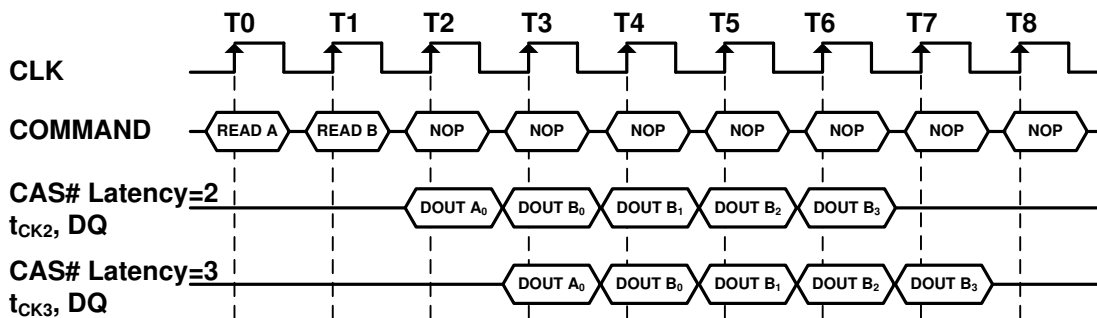 T0 T1 T2 T3 T4 T5 T6 T7 T8
CLK
COMMAND READ A READ B NOP NOP NOP NOP NOP NOP NOP
CAS# Latency=2
t_CK2, DQ DOUT A₀ DOUT B₀ DOUT B₁ DOUT B₂ DOUT B₃
CAS# Latency=3
t_CK3, DQ DOUT A₀ DOUT B₀ DOUT B₁ DOUT B₂ DOUT B₃